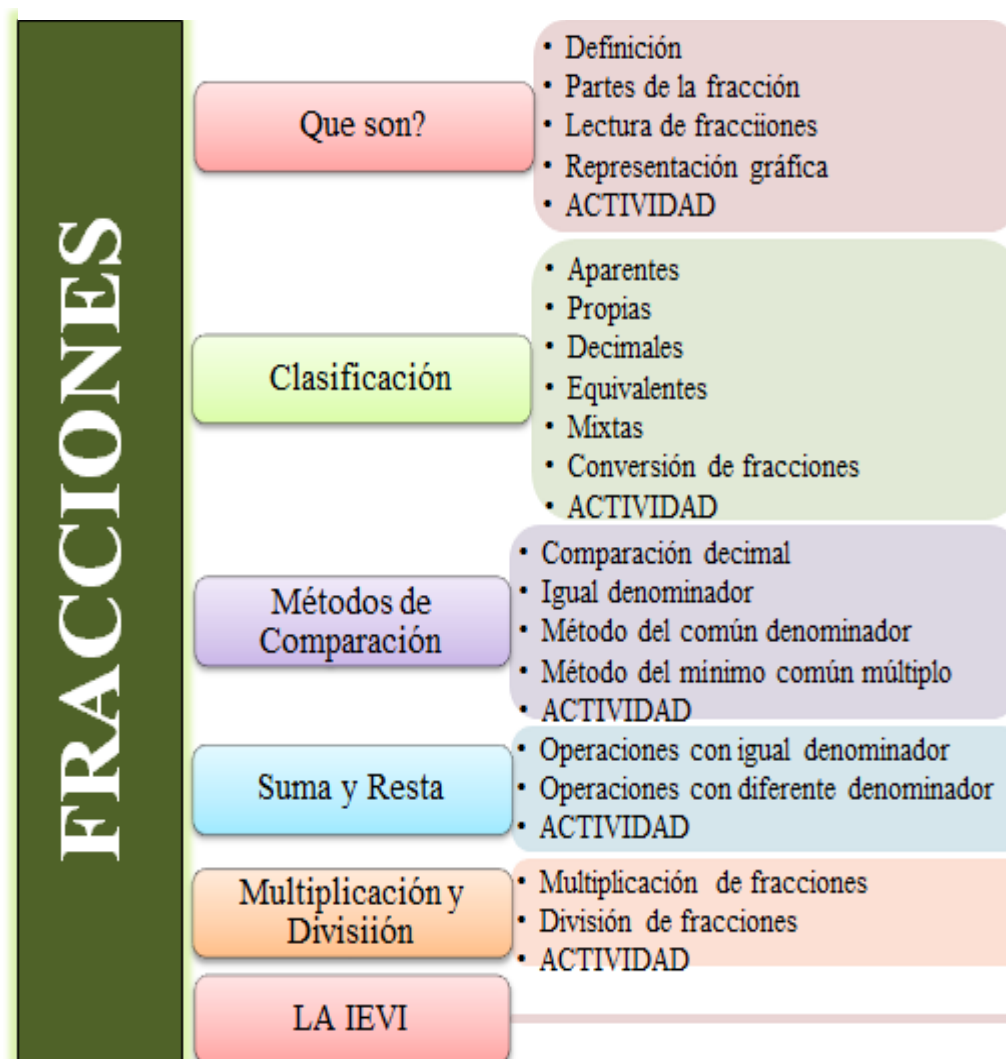 FRACCIONES
Que son?
• Definición
• Partes de la fracción
• Lectura de fracciiones
• Representación gráfica
• ACTIVIDAD
Clasificación
• Aparentes
• Propias
• Decimales
• Equivalentes
• Mixtas
• Conversión de fracciones
• ACTIVIDAD
Métodos de
Comparación
• Comparación decimal
• Igual denominador
• Método del común denominador
• Método del mínimo común múltiplo
• ACTIVIDAD
Suma y Resta
• Operaciones con igual denominador
• Operaciones con diferente denominador
• ACTIVIDAD
Multiplicación y
Divisiión
• Multiplicación de fracciones
• División de fracciones
• ACTIVIDAD
LA IEVI